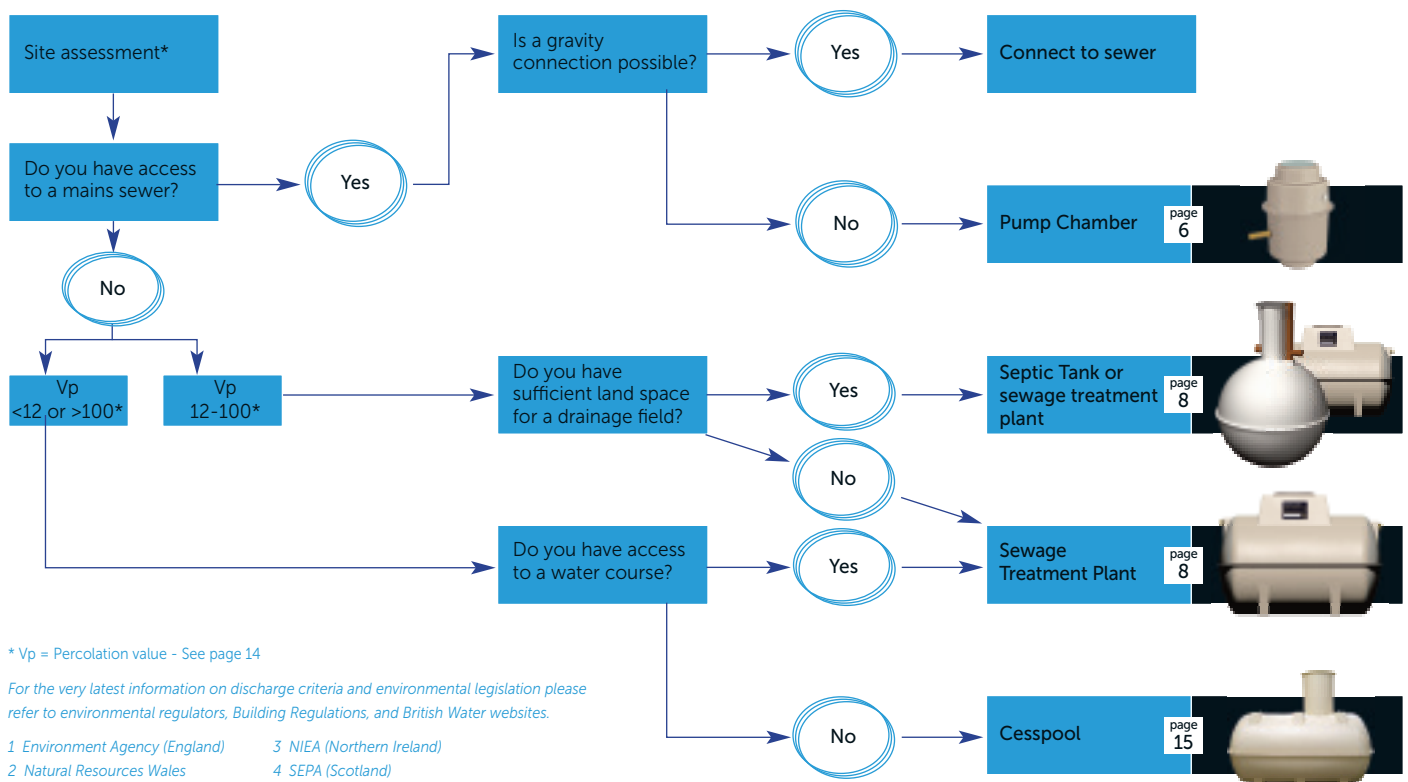 Site assessment*
Is a gravity
connection possible?
Yes
Connect to sewer
Do you have access
to a mains sewer?
Yes
No
Pump Chamber
page
6
No
Vp
<12 or >100*
Vp
12-100*
Do you have
sufficient land space
for a drainage field?
Yes
Septic Tank or
sewage treatment
plant
page
8
No
Do you have access
to a water course?
Yes
Sewage
Treatment Plant
page
8
No
Cesspool
page
15
* Vp = Percolation value - See page 14
For the very latest information on discharge criteria and environmental legislation please
refer to environmental regulators, Building Regulations, and British Water websites.
1 Environment Agency (England)
3 NIEA (Northern Ireland)
2 Natural Resources Wales
4 SEPA (Scotland)